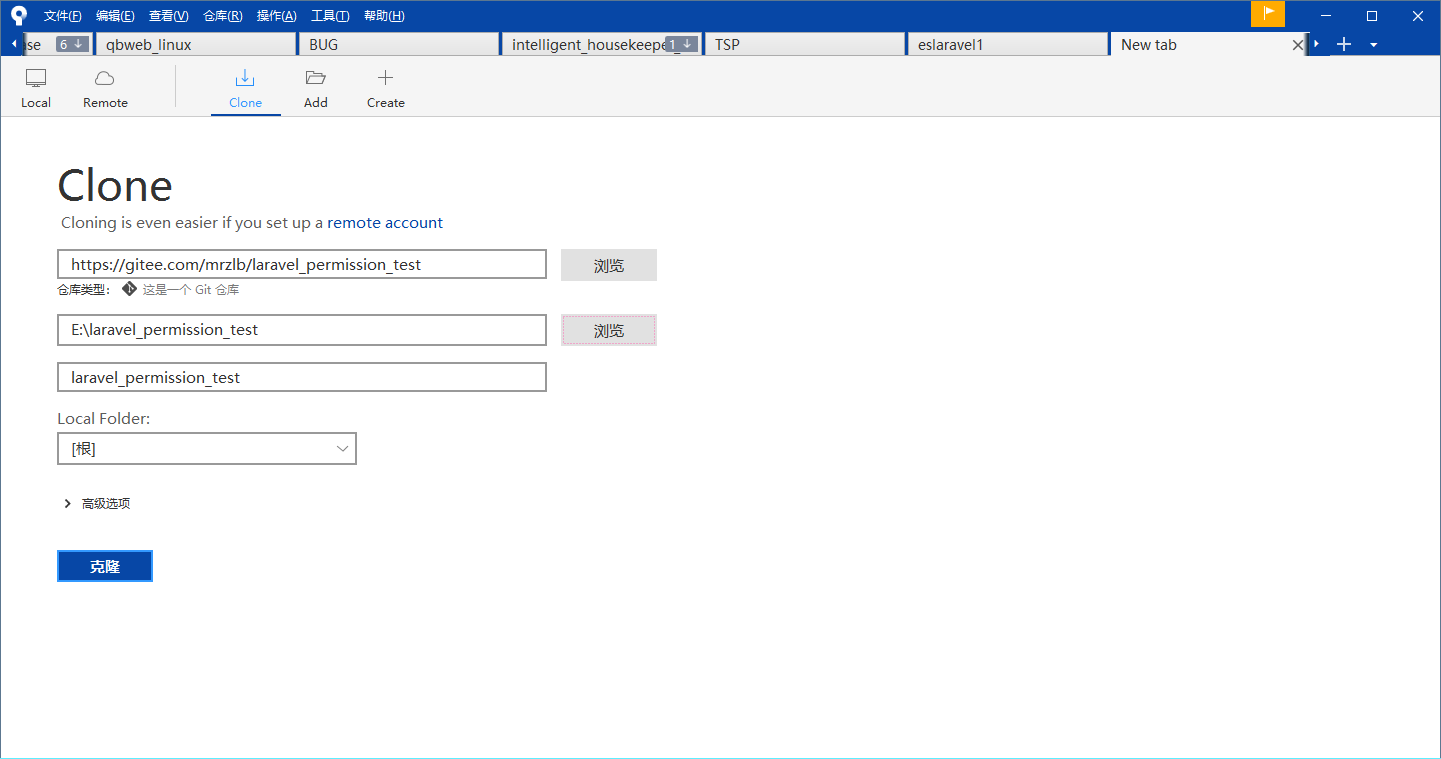 文件(F) 编辑(E) 查看(V) 仓库(R) 操作(A) 工具(T) 帮助(H)
se 6 qbweb_linux BUG intelligent_housekeepe 1 TSP eslaravel1 New tab
Local Remote Clone Add Create
Clone
Cloning is even easier if you set up a remote account
https://gitee.com/mrzlb/laravel_permission_test 浏览
仓库类型: 这是一个 Git 仓库
E:\laravel_permission_test 浏览
laravel_permission_test
Local Folder:
[根]
高级选项
克隆